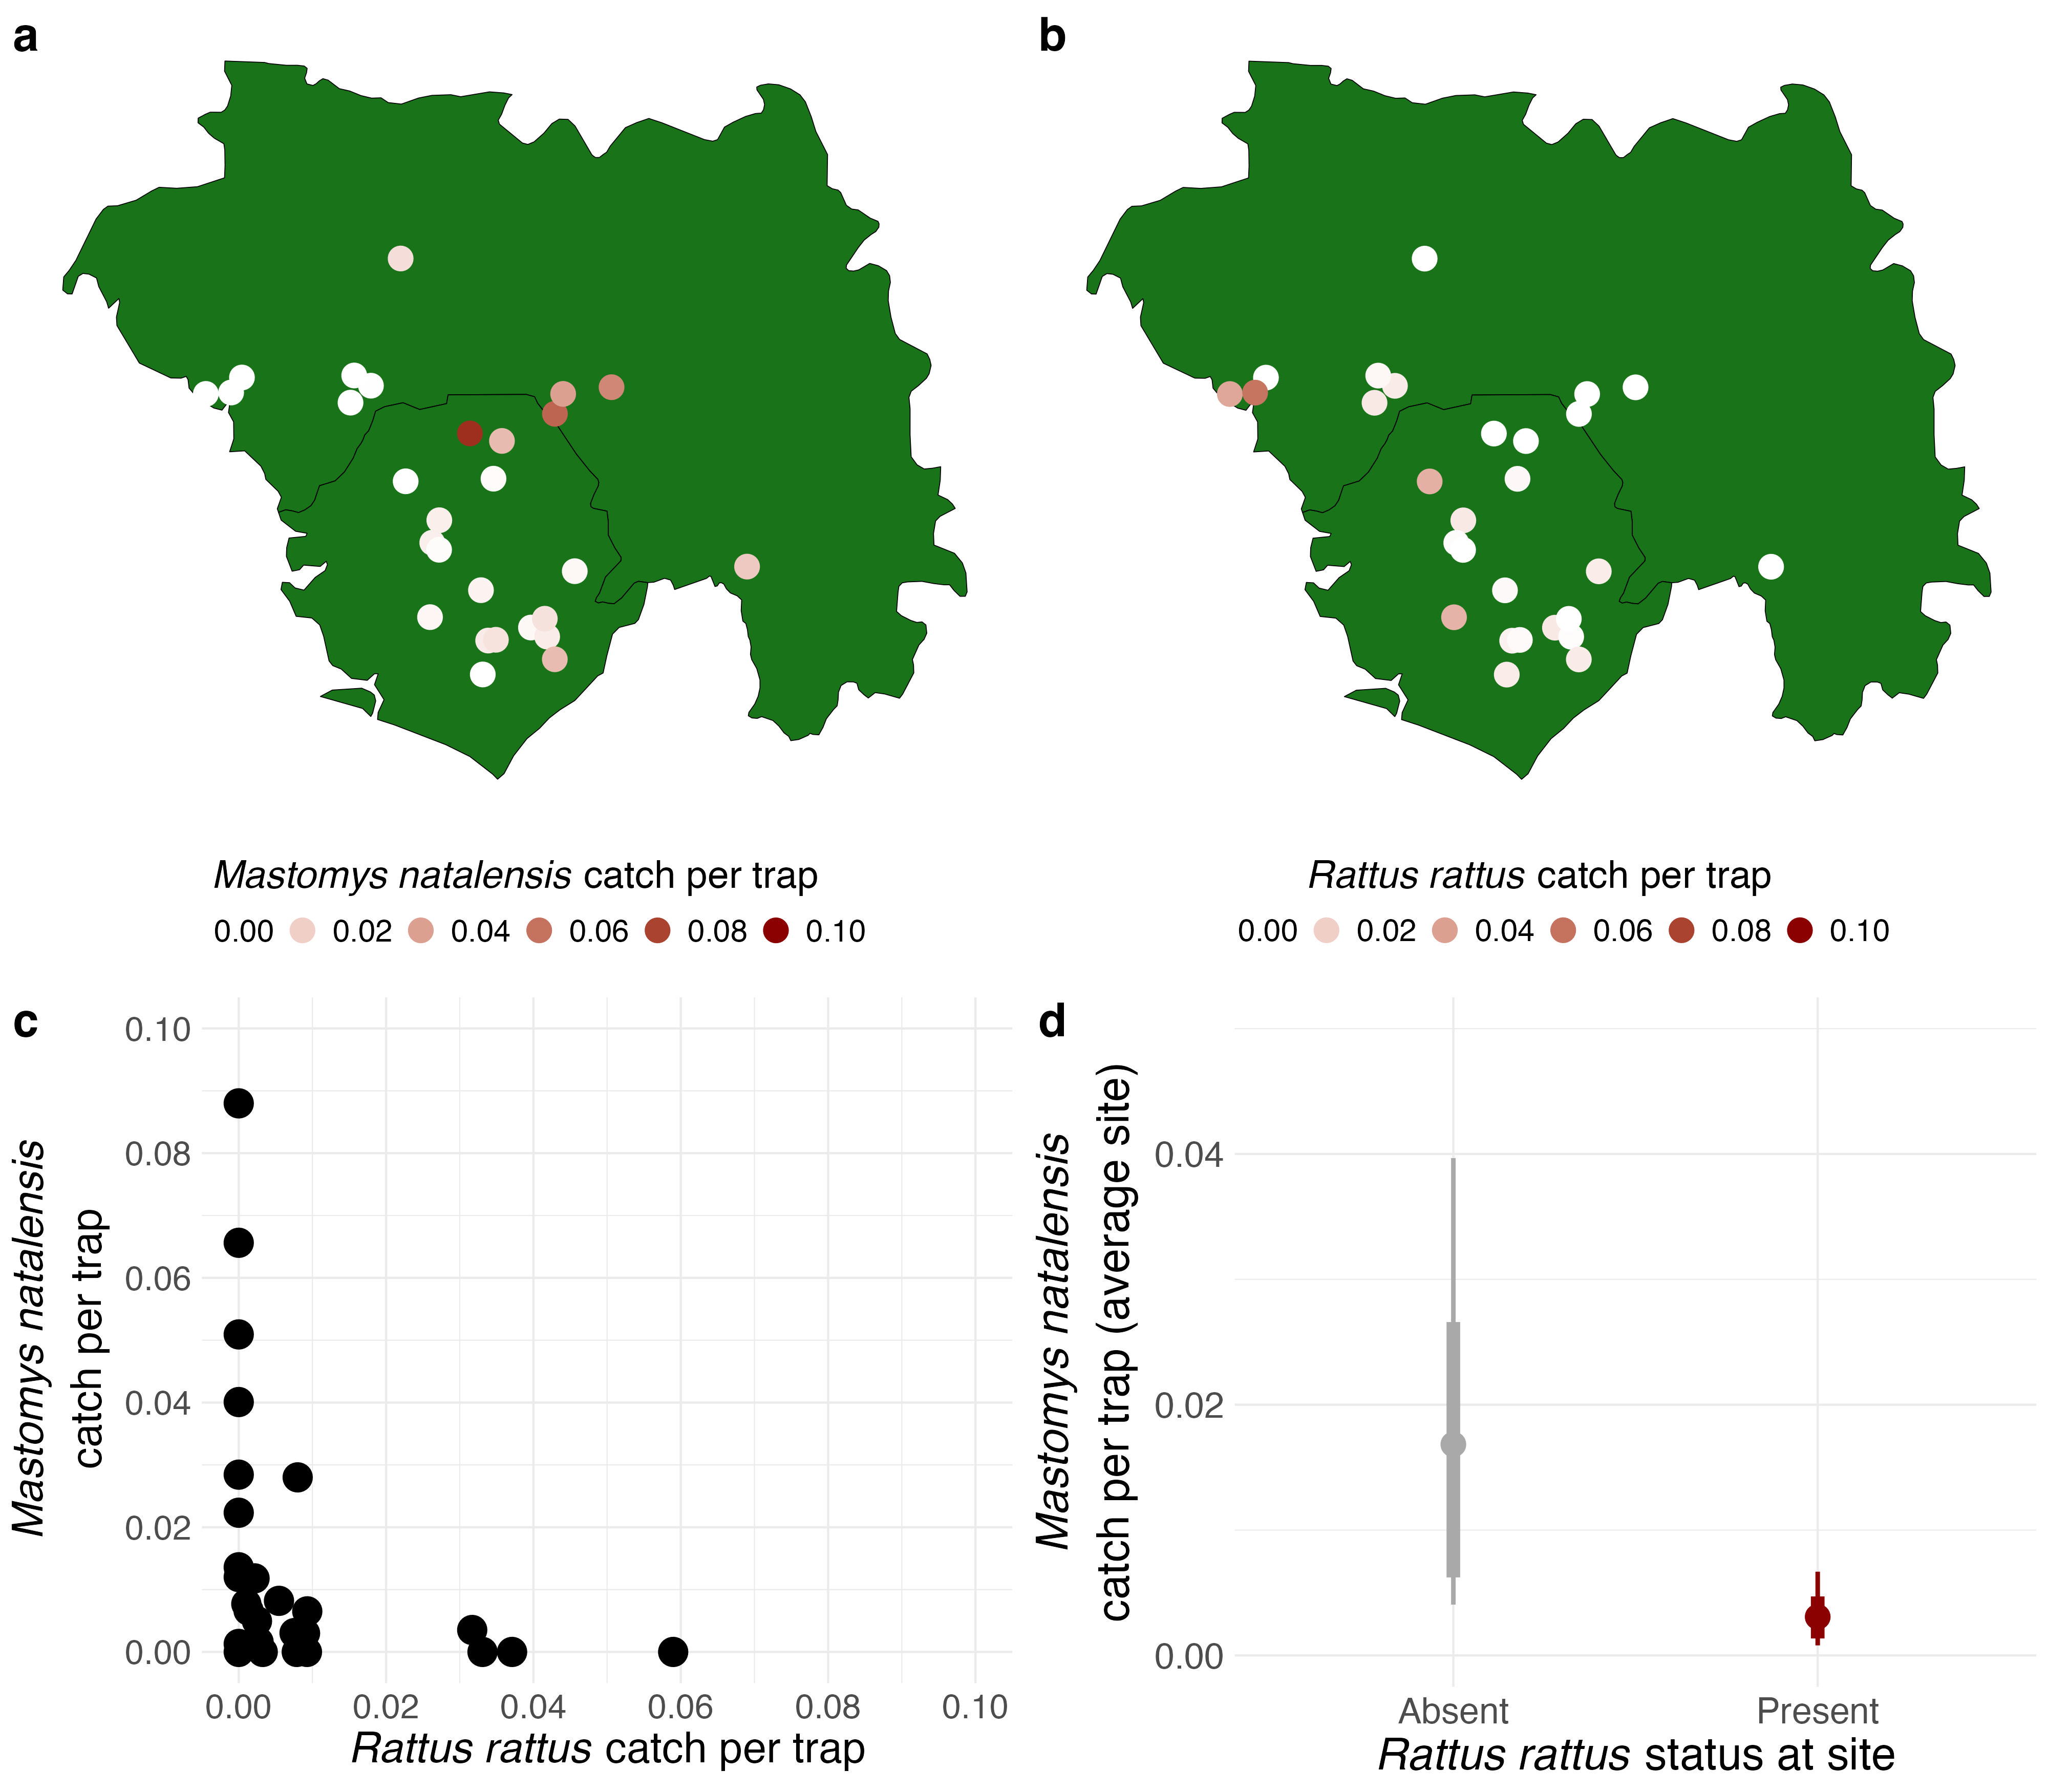 a
b
Mastomys natalensis catch per trap
0.00 0.02 0.04 0.06 0.08 0.10
Rattus rattus catch per trap
0.00 0.02 0.04 0.06 0.08 0.10
c
Mastomys natalensis
catch per trap
0.10
0.08
0.06
0.04
0.02
0.00
0.00 0.02 0.04 0.06 0.08 0.10
Rattus rattus catch per trap
d
Mastomys natalensis
catch per trap (average site)
0.04
0.02
0.00
Absent Present
Rattus rattus status at site